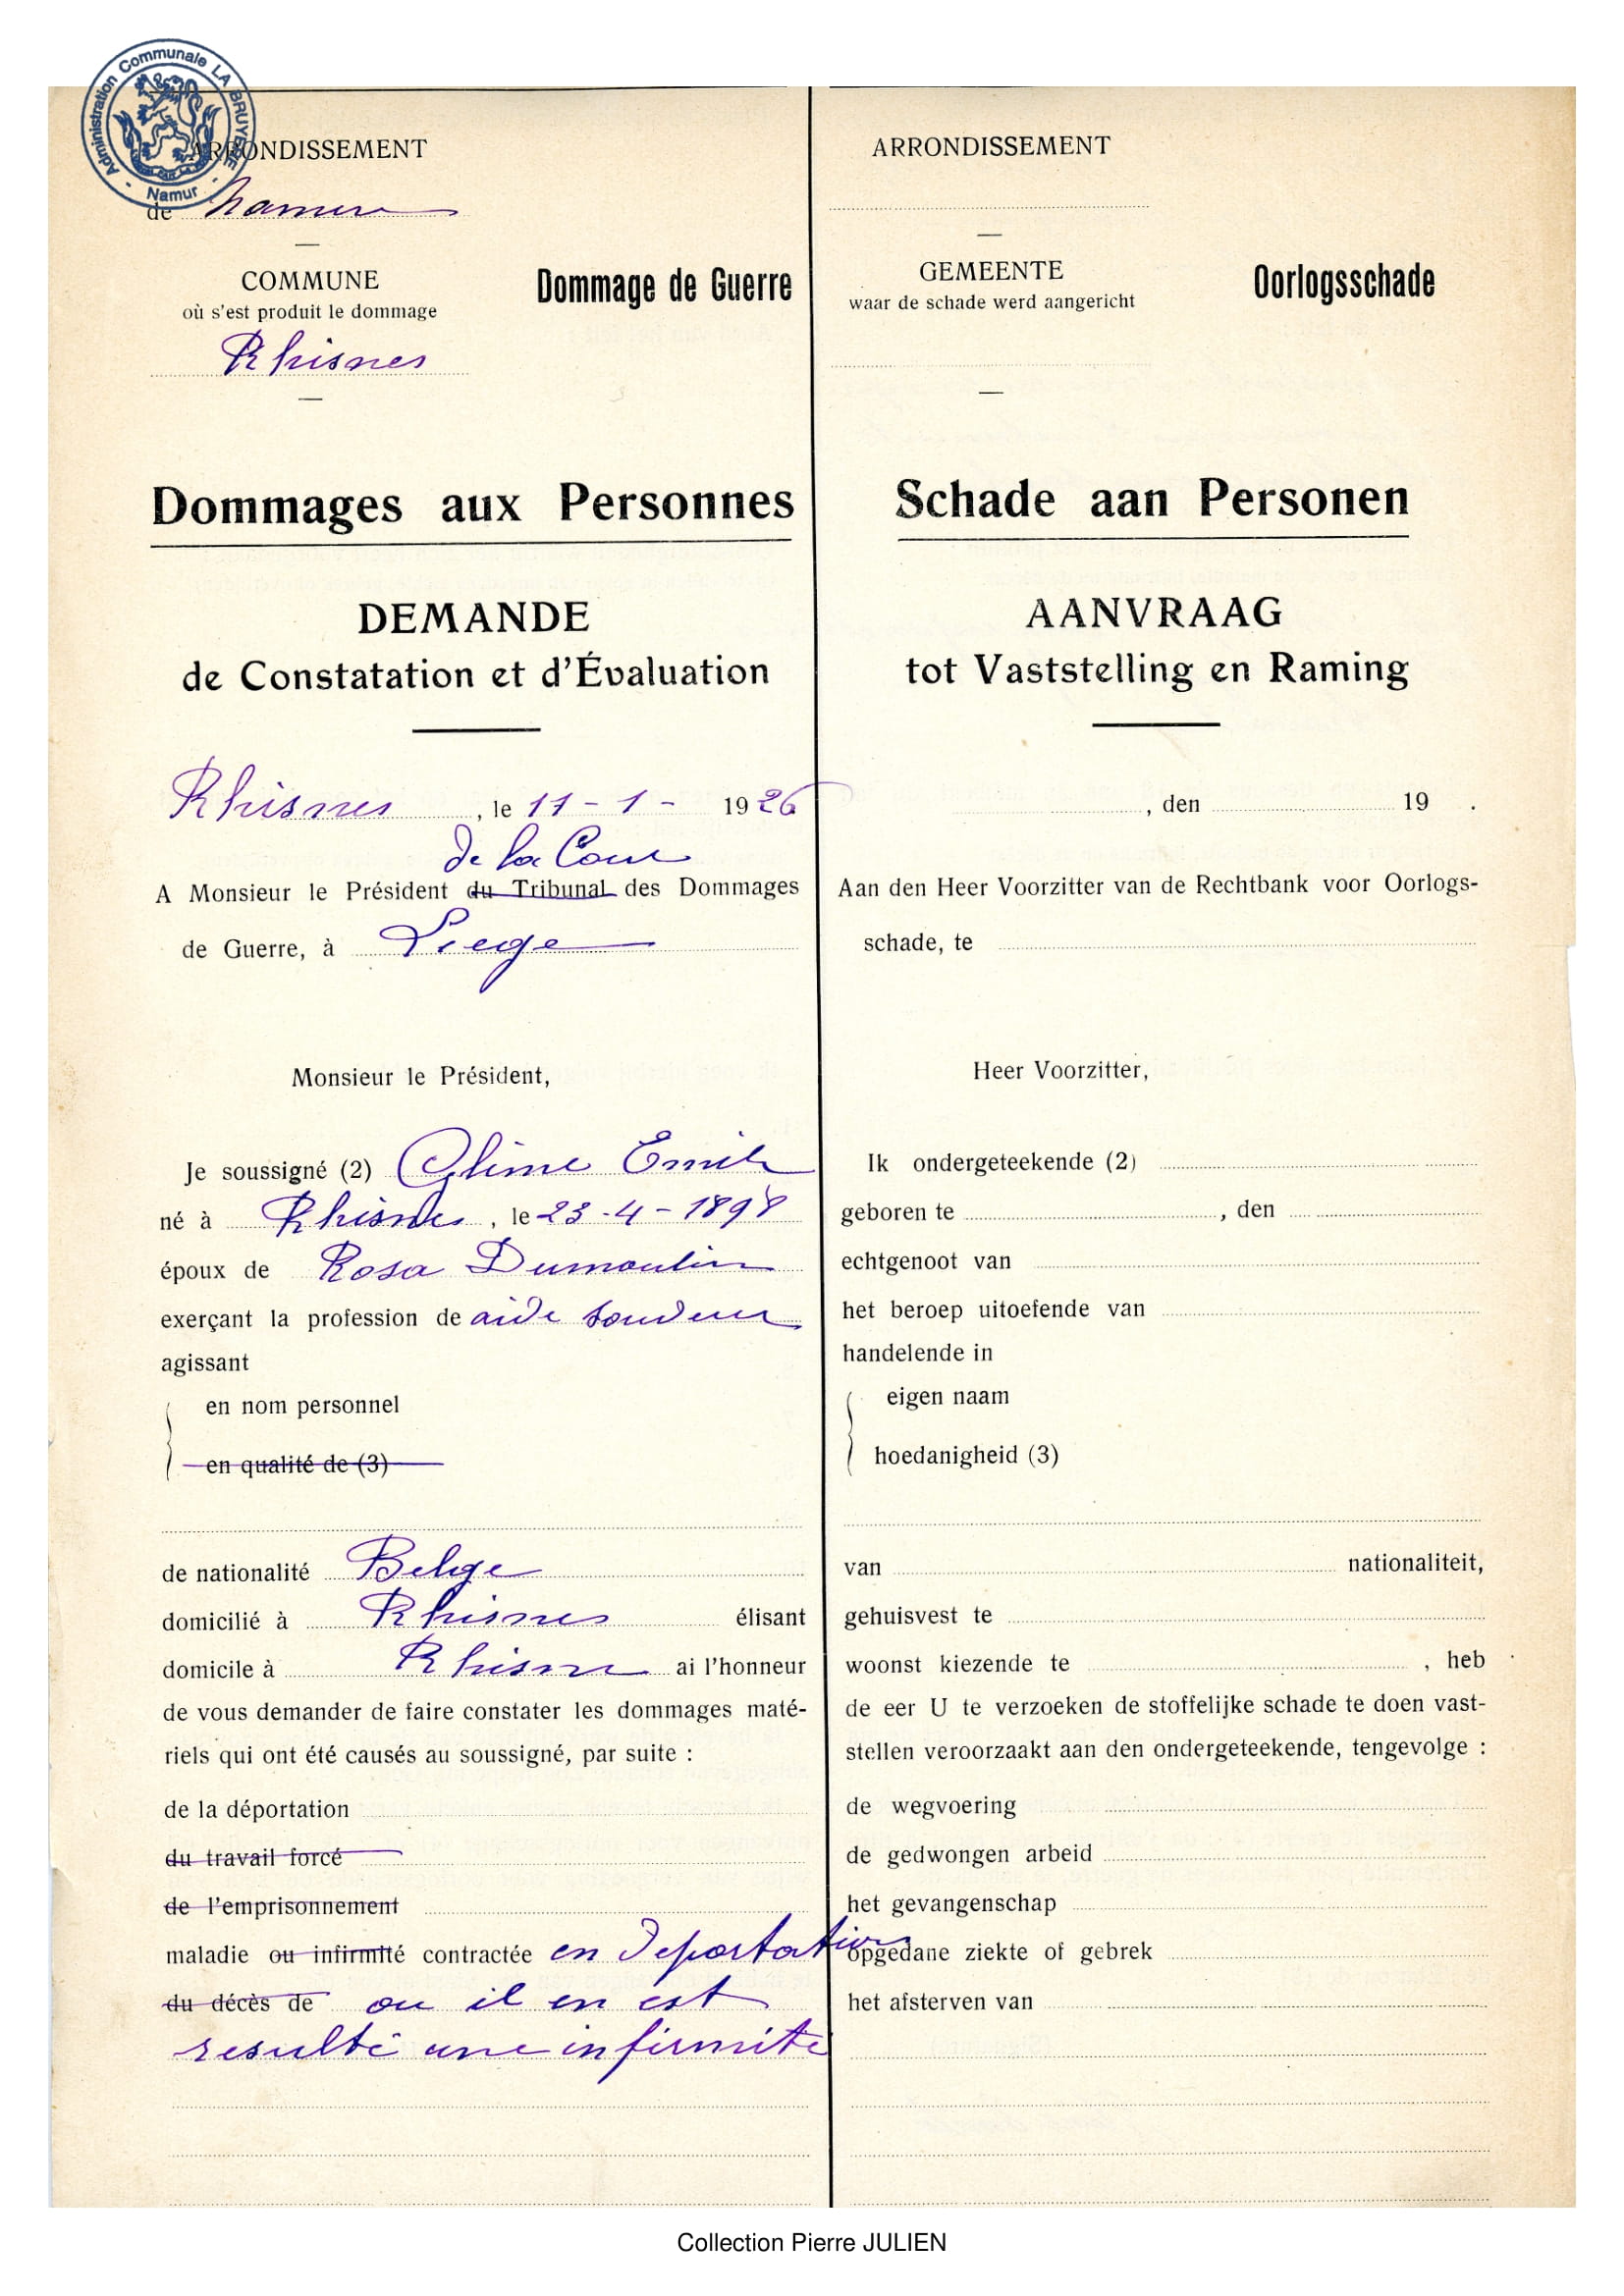 Administration Communale LA BRUYERE
- Namur -
ARRONDISSEMENT
de Namur
COMMUNE
où s'est produit le dommage
Rhisnes
Dommage de Guerre
Dommages aux Personnes
DEMANDE
de Constatation et d'Évaluation
Rhisnes, le 11 - 1 - 1926
de la Cour
A Monsieur le Président du Tribunal des Dommages
de Guerre, à Liege
Monsieur le Président,
Je soussigné (2) Glime Emile
né à Rhisnes, le 23 - 4 - 1898
époux de Rosa Dumoulin
exerçant la profession de aide soudeur
agissant
en nom personnel
en qualité de (3)
de nationalité Belge
domicilié à Rhisnes élisant
domicile à Rhisnes ai l'honneur
de vous demander de faire constater les dommages maté-
riels qui ont été causés au soussigné, par suite :
de la déportation
du travail forcé
de l'emprisonnement
maladie ou infirmité contractée en deportation
du décès de ou il en est
resulté une infirmité
ARRONDISSEMENT
GEMEENTE
waar de schade werd aangericht
Oorlogsschade
Schade aan Personen
AANVRAAG
tot Vaststelling en Raming
, den 19 .
Aan den Heer Voorzitter van de Rechtbank voor Oorlogs-
schade, te
Heer Voorzitter,
Ik ondergeteekende (2)
geboren te , den
echtgenoot van
het beroep uitoefende van
handelende in
eigen naam
hoedanigheid (3)
van nationaliteit,
gehuisvest te
woonst kiezende te , heb
de eer U te verzoeken de stoffelijke schade te doen vast-
stellen veroorzaakt aan den ondergeteekende, tengevolge :
de wegvoering
de gedwongen arbeid
het gevangenschap
opgedane ziekte of gebrek
het afsterven van
Collection Pierre JULIEN